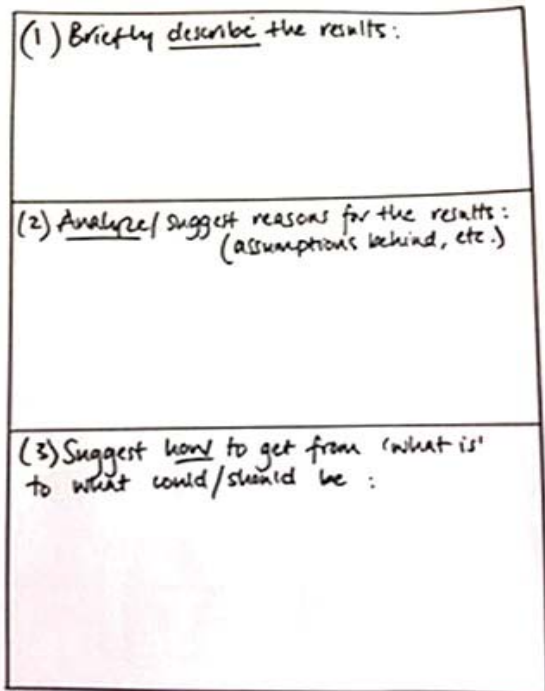 (1) Briefly describe the results:
(2) Analyze/suggest reasons for the results:
(assumptions behind, etc.)
(3) Suggest how to get from 'what is'
to what could/should be :